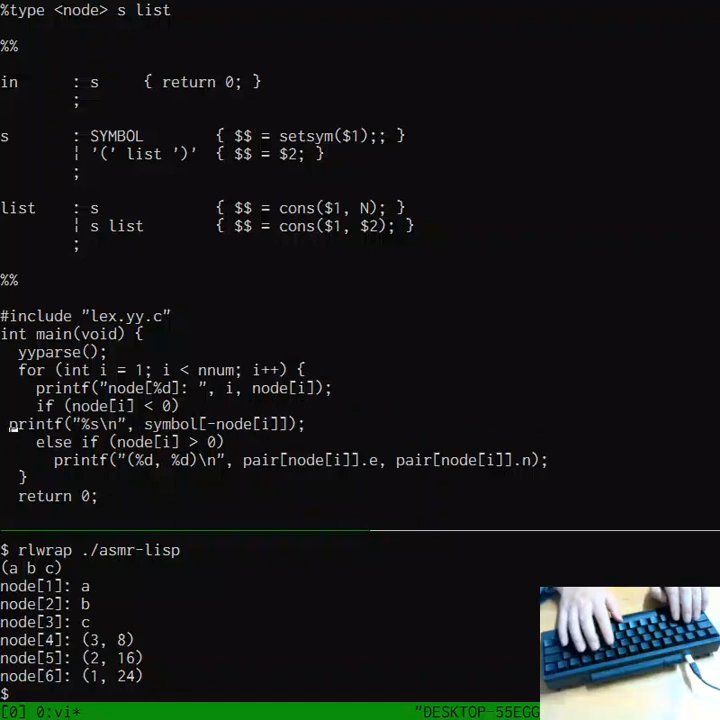 %type <node> s list
%%
in : s { return 0; }
;
s : SYMBOL { $$ = setsym($1);; }
| '(' list ')' { $$ = $2; }
;
list : s { $$ = cons($1, N); }
| s list { $$ = cons($1, $2); }
;
%%
#include "lex.yy.c"
int main(void) {
yyparse();
for (int i = 1; i < nnum; i++) {
printf("node[%d]: ", i, node[i]);
if (node[i] < 0)
printf("%s\n", symbol[-node[i]]);
else if (node[i] > 0)
printf("(%d, %d)\n", pair[node[i]].e, pair[node[i]].n);
}
return 0;
$ rlwrap ./asmr-lisp
(a b c)
node[1]: a
node[2]: b
node[3]: c
node[4]: (3, 8)
node[5]: (2, 16)
node[6]: (1, 24)
$
[0] 0:vi* "DESKTOP-55EGG